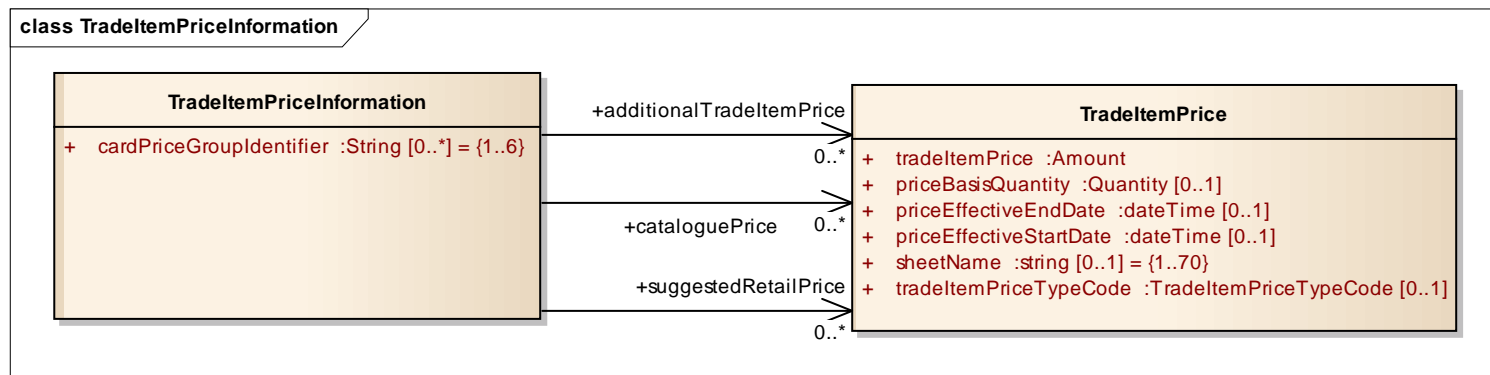 class TradeItemPriceInformation
TradeItemPriceInformation
+ cardPriceGroupIdentifier :String [0..*] = {1..6}
+additionalTradeItemPrice
0..*
+cataloguePrice
0..*
+suggestedRetailPrice
0..*
TradeItemPrice
+ tradeItemPrice :Amount
+ priceBasisQuantity :Quantity [0..1]
+ priceEffectiveEndDate :dateTime [0..1]
+ priceEffectiveStartDate :dateTime [0..1]
+ sheetName :string [0..1] = {1..70}
+ tradeItemPriceTypeCode :TradeItemPriceTypeCode [0..1]